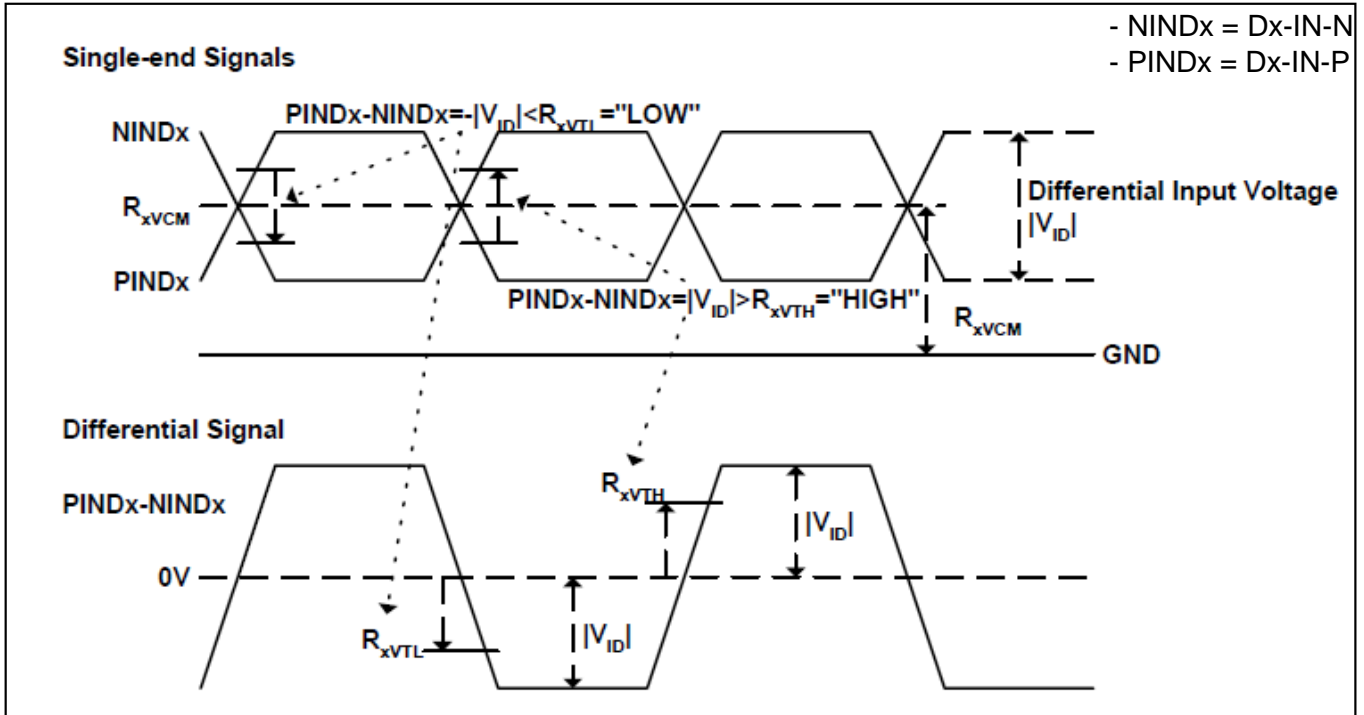 - NINDx = Dx-IN-N
- PINDx = Dx-IN-P
Single-end Signals
PINDx-NINDx=-|VID|<RxVTL="LOW"
NINDx
RxVCM
Differential Input Voltage
|VID|
PINDx
PINDx-NINDx=|VID|>RxVTH="HIGH"
RxVCM
GND
Differential Signal
RxVTH
PINDx-NINDx
|VID|
0V
RxVTL
|VID|